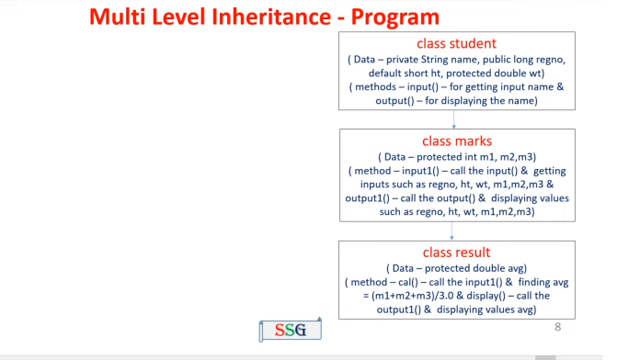 Multi Level Inheritance - Program
class student
( Data – private String name, public long regno,
default short ht, protected double wt)
( methods – input() – for getting input name &
output() – for displaying the name)
class marks
( Data – protected int m1, m2,m3)
( method – input1() – call the input() & getting
inputs such as regno, ht, wt, m1,m2,m3 &
output1() – call the output() & displaying values
such as regno, ht, wt, m1,m2,m3)
class result
( Data – protected double avg)
( method – cal() – call the input1() & finding avg
= (m1+m2+m3)/3.0 & display() – call the
output1() & displaying values avg)
SSG
8